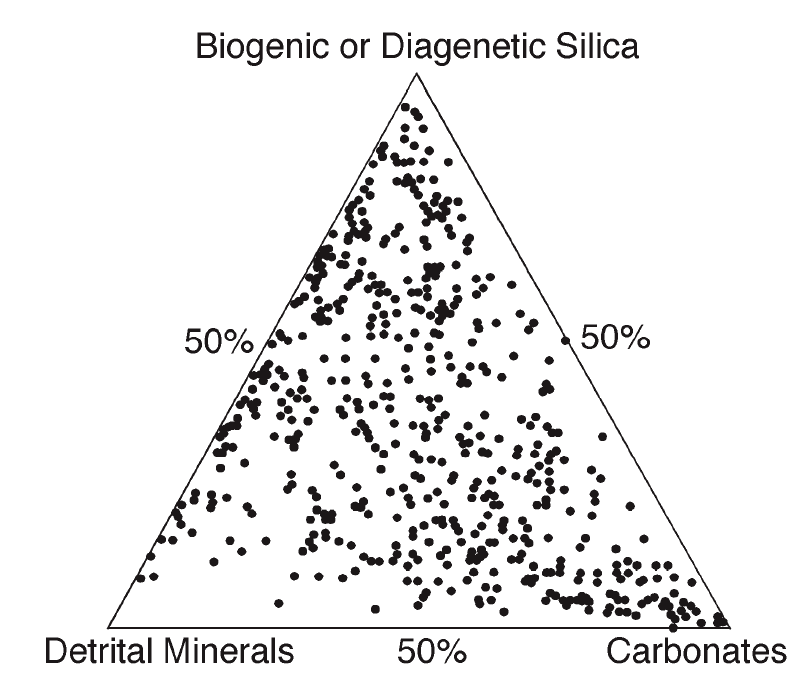 Biogenic or Diagenetic Silica
50% 50%
Detrital Minerals 50% Carbonates